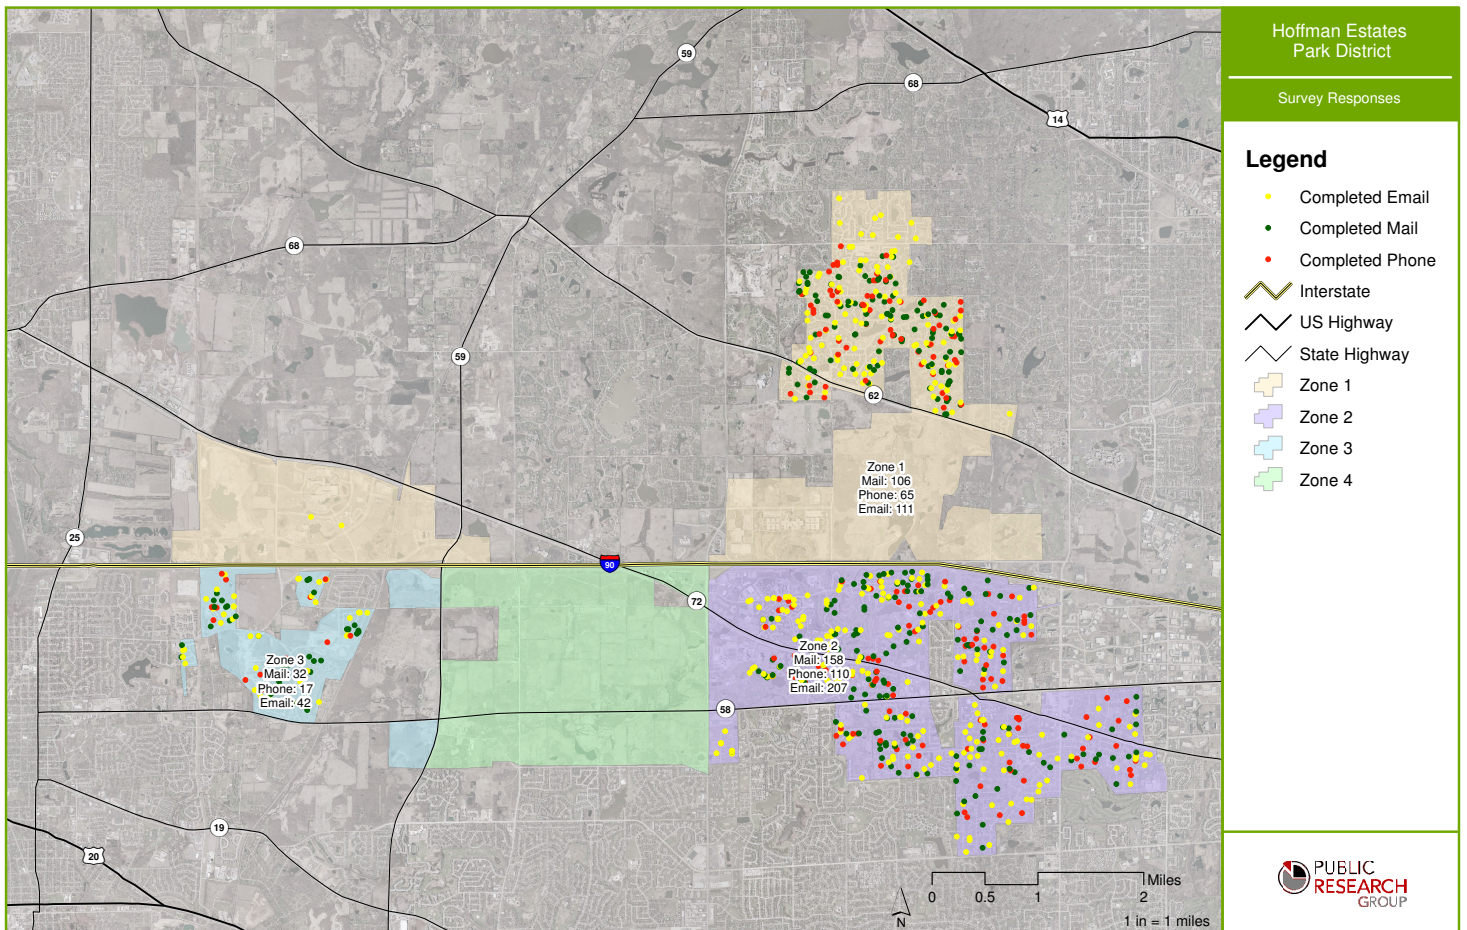 Hoffman Estates
Park District
Survey Responses
Legend
Completed Email
Completed Mail
Completed Phone
Interstate
US Highway
State Highway
Zone 1
Zone 2
Zone 3
Zone 4
59
68
14
68
59
62
Zone 1
Mail: 106
Phone: 65
Email: 111
25
90
72
Zone 3
Mail: 32
Phone: 17
Email: 42
Zone 2
Mail: 158
Phone: 110
Email: 207
58
19
20
Miles
0 0.5 1 2
N
1 in = 1 miles
PUBLIC
RESEARCH
GROUP